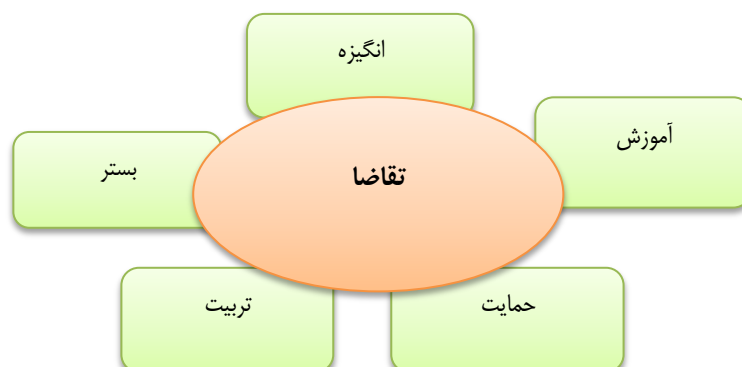 انگیزه
آموزش
بستر
تقاضا
تربیت
حمایت